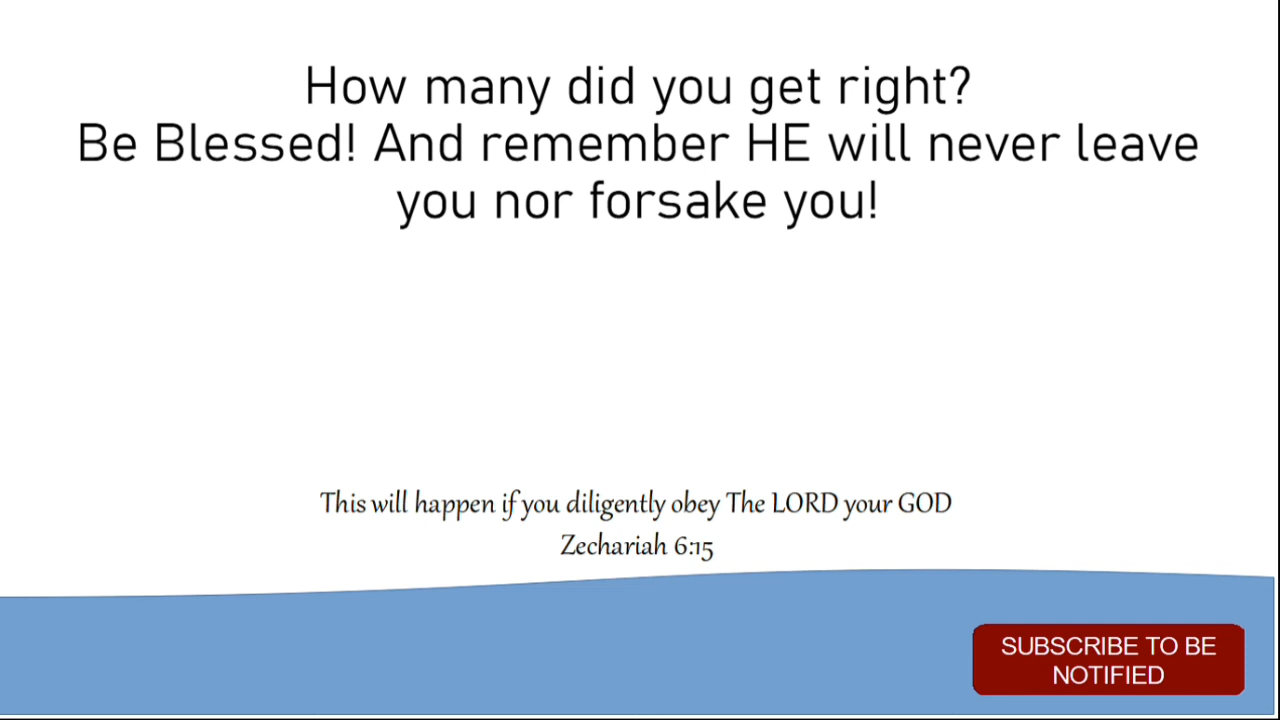 How many did you get right?
Be Blessed! And remember HE will never leave
you nor forsake you!
This will happen if you diligently obey The LORD your GOD
Zechariah 6:15
SUBSCRIBE TO BE
NOTIFIED